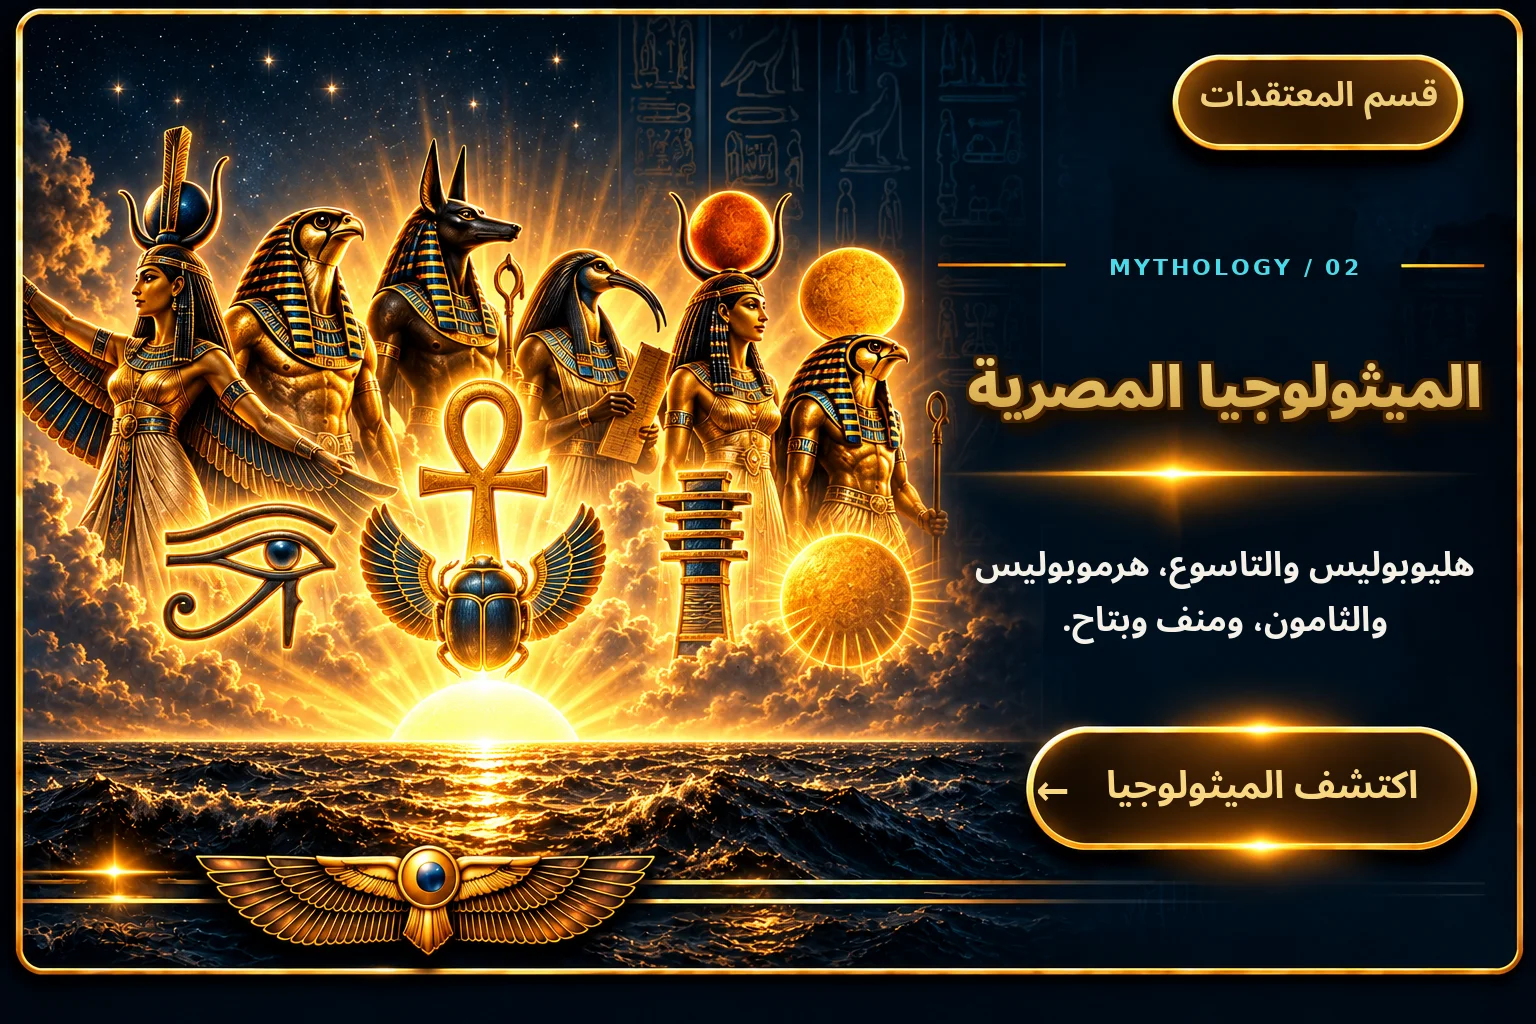 قسم المعتقدات
MYTHOLOGY / 02
الميثولوجيا المصرية
هليوبوليس والتاسوع، هرموبوليس
والثامون، ومنف وبتاح.
اكتشف الميثولوجيا ←